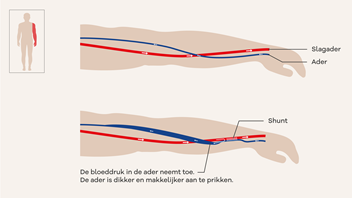 Slagader
Ader
Shunt
De bloeddruk in de ader neemt toe.
De ader is dikker en makkelijker aan te prikken.